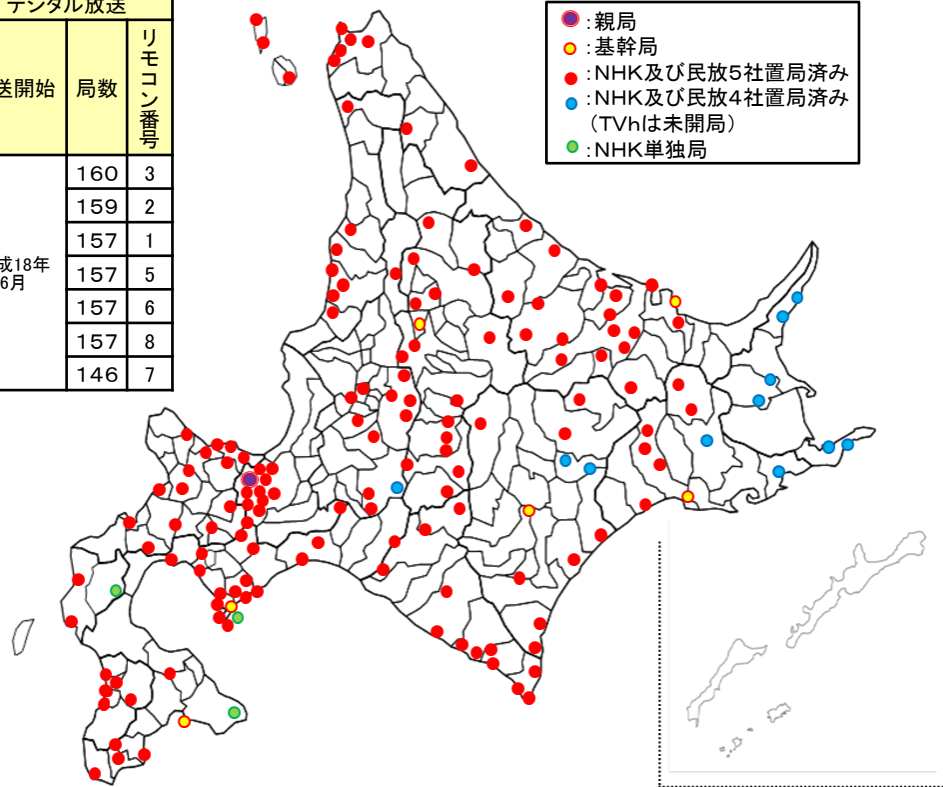 デジタル放送
送開始
局数
リモコン番号
成18年
6月
160 3
159 2
157 1
157 5
157 6
157 8
146 7
:親局
:基幹局
:NHK及び民放5社置局済み
:NHK及び民放4社置局済み
(TVhは未開局)
:NHK単独局